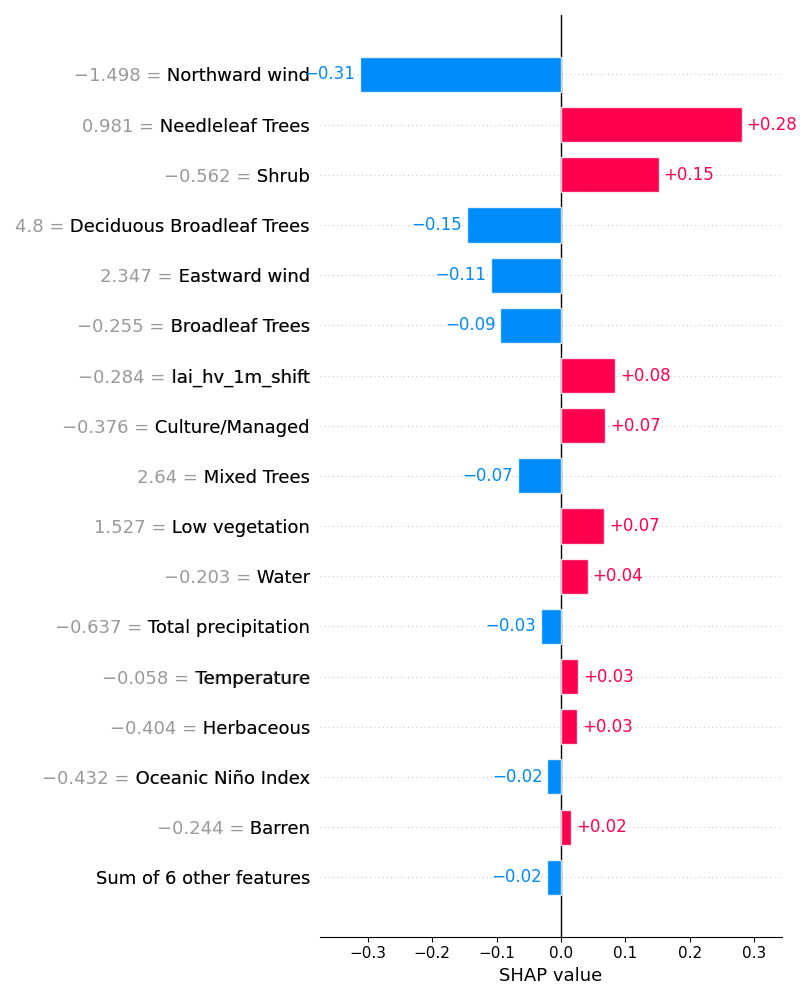 −1.498 = Northward wind −0.31
0.981 = Needleleaf Trees +0.28
−0.562 = Shrub +0.15
4.8 = Deciduous Broadleaf Trees −0.15
2.347 = Eastward wind −0.11
−0.255 = Broadleaf Trees −0.09
−0.284 = lai_hv_1m_shift +0.08
−0.376 = Culture/Managed +0.07
2.64 = Mixed Trees −0.07
1.527 = Low vegetation +0.07
−0.203 = Water +0.04
−0.637 = Total precipitation −0.03
−0.058 = Temperature +0.03
−0.404 = Herbaceous +0.03
−0.432 = Oceanic Niño Index −0.02
−0.244 = Barren +0.02
Sum of 6 other features −0.02
−0.3 −0.2 −0.1 0.0 0.1 0.2 0.3
SHAP value